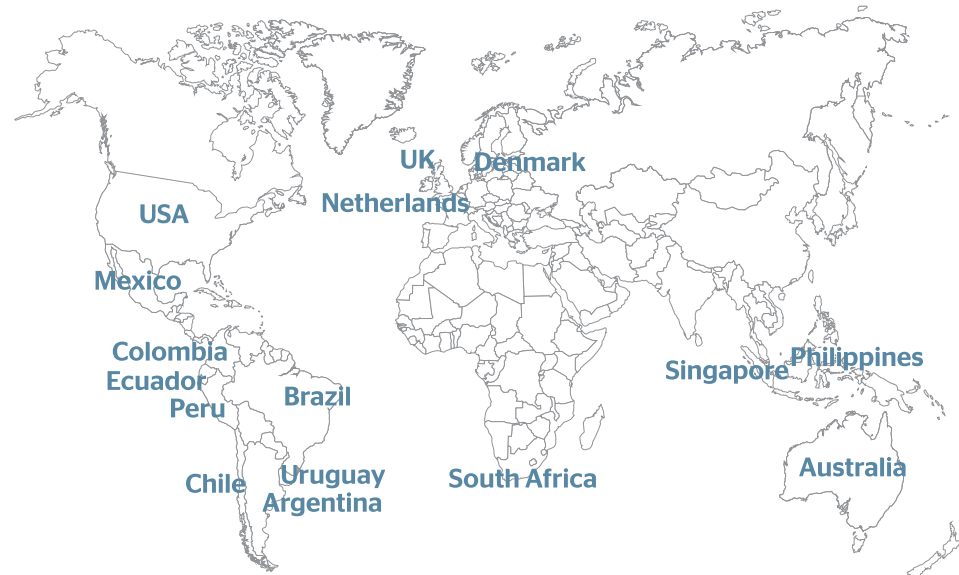 UK
Denmark
Netherlands
USA
Mexico
Colombia
Philippines
Singapore
Ecuador
Brazil
Peru
Australia
Uruguay
South Africa
Chile
Argentina